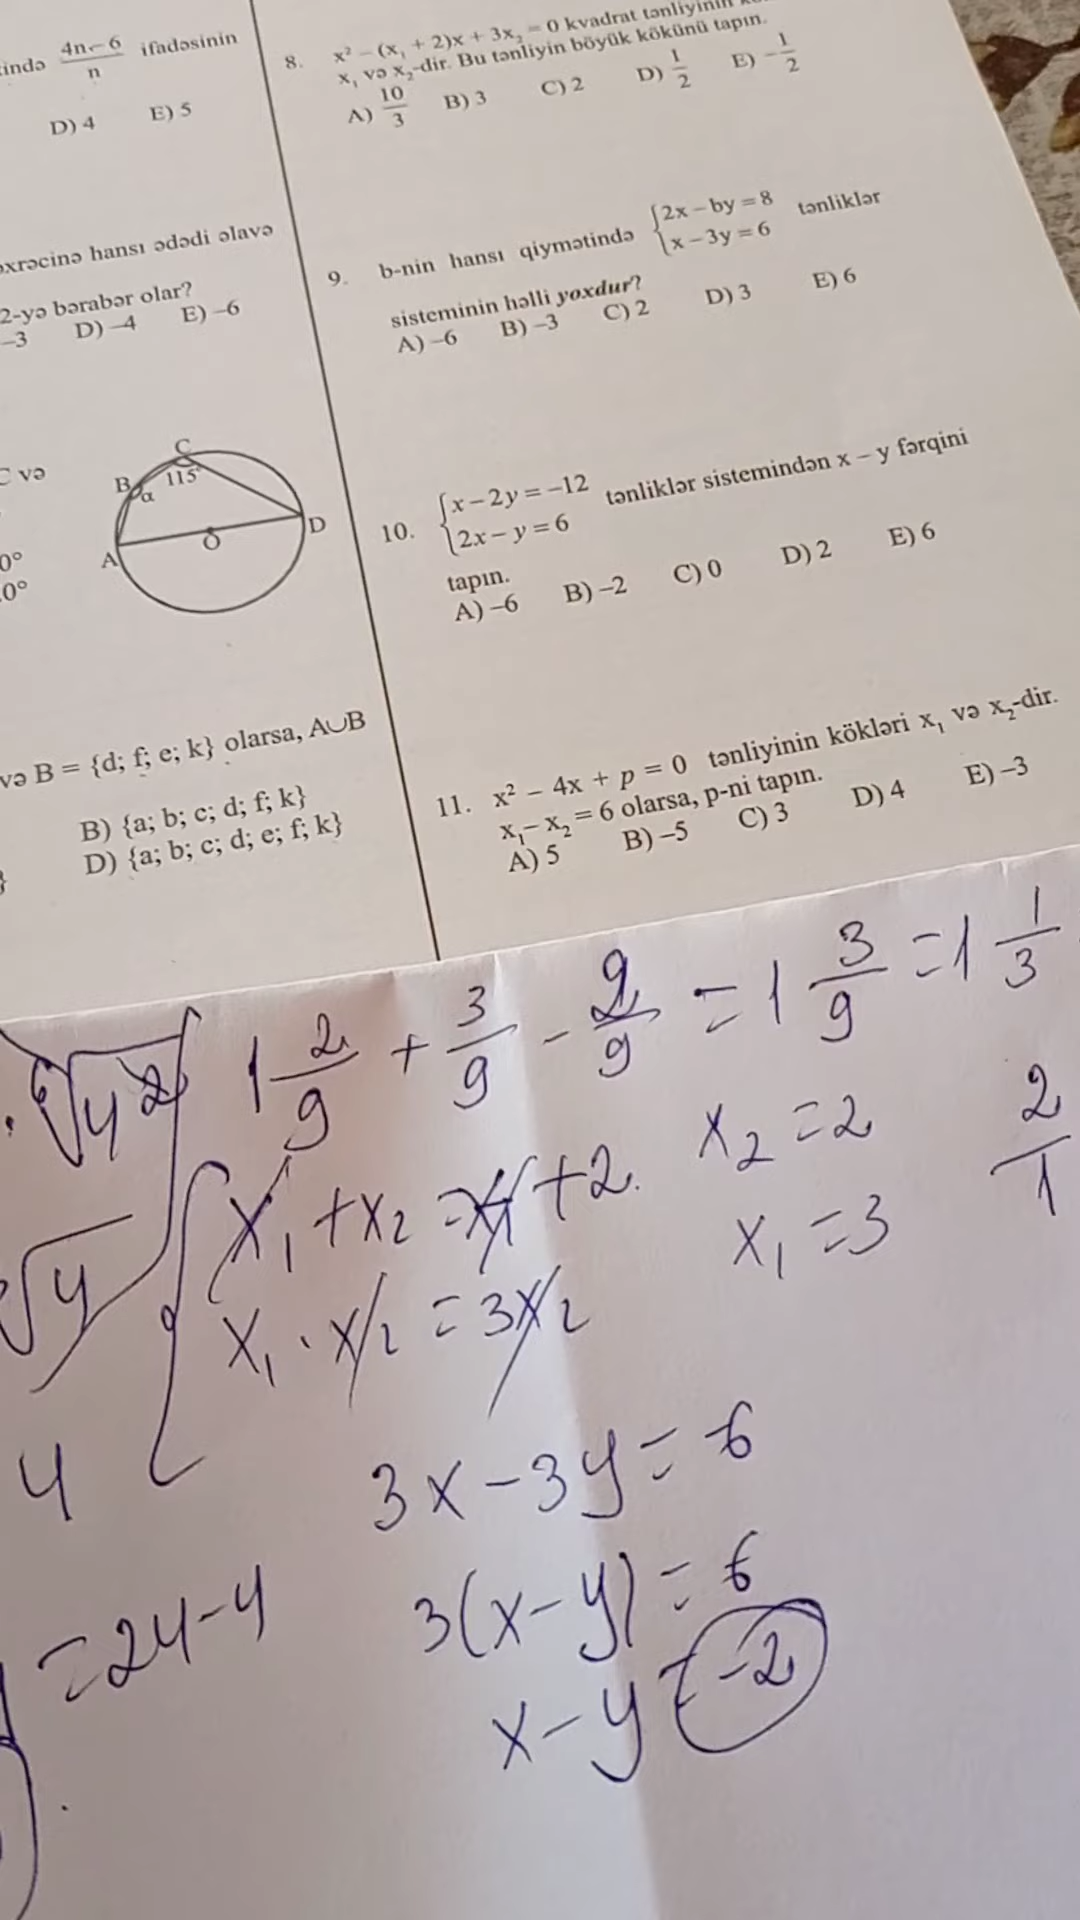 4n – 6
n
ifadəsinin
D) 4 E) 5
əxrəcinə hansı ədədi əlavə
2-yə bərabər olar?
–3 D) –4 E) –6
C və
B C 115° α A O D
0°
0°
və B = {d; f; e; k} olarsa, A∪B
B) {a; b; c; d; f; k}
D) {a; b; c; d; e; f; k}
8. x² – (x₁ + 2)x + 3x₂ = 0 kvadrat tənliyinin
x₁ və x₂-dir. Bu tənliyin böyük kökünü tapın.
A) 10/3 B) 3 C) 2 D) 1/2 E) –1/2
9. b-nin hansı qiymətində {2x – by = 8 x – 3y = 6 tənliklər
sisteminin həlli yoxdur?
A) –6 B) –3 C) 2 D) 3 E) 6
10. {x – 2y = –12 2x – y = 6 tənliklər sistemindən x – y fərqini
tapın.
A) –6 B) –2 C) 0 D) 2 E) 6
11. x² – 4x + p = 0 tənliyinin kökləri x₁ və x₂-dir.
x₁– x₂ = 6 olarsa, p-ni tapın.
A) 5 B) –5 C) 3 D) 4 E) –3
1 2/9 + 3/9 - 2/9 = 1 3/9 = 1 1/3
x₁ + x₂ = x₁ + 2. x₂ = 2 2/1
x₁ · x₂ = 3x₂ x₁ = 3
√y
4
3x – 3y = -6
3(x – y) = -6
= 24 – 4
x – y = -2